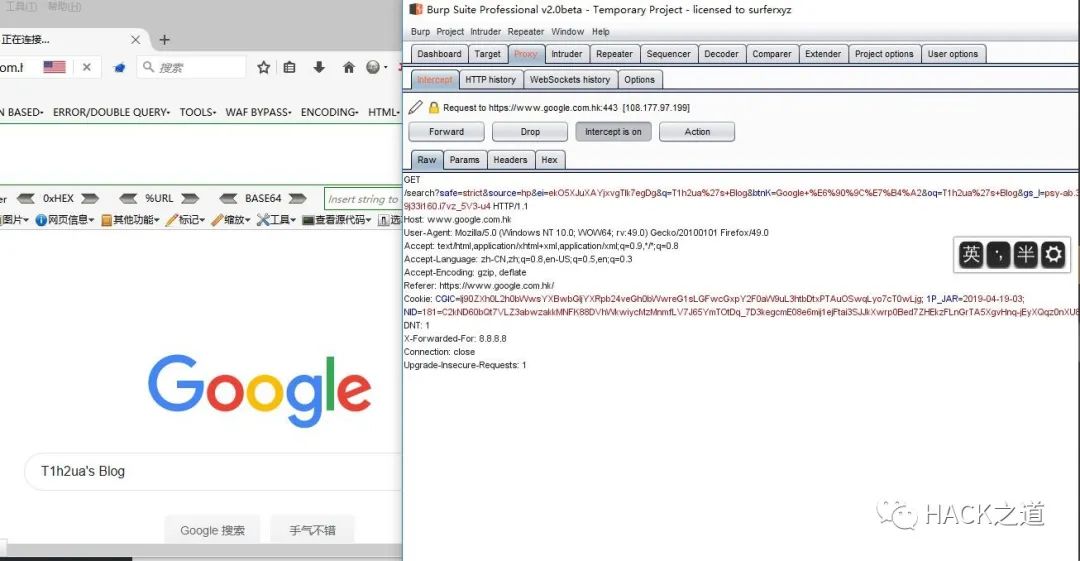 工具(T) 帮助(H)
正在连接...
om.h
搜索
N BASED ERROR/DOUBLE QUERY TOOLS WAF BYPASS ENCODING HTML
er 0xHEX %URL BASE64 Insert string to
图片 网页信息 其他功能 标记 缩放 工具 查看源代码 选
Google
T1h2ua's Blog
Google 搜索 手气不错
Burp Suite Professional v2.0beta - Temporary Project - licensed to surferxyz
Burp Project Intruder Repeater Window Help
Dashboard Target Proxy Intruder Repeater Sequencer Decoder Comparer Extender Project options User options
Intercept HTTP history WebSockets history Options
Request to https://www.google.com.hk:443 [108.177.97.199]
Forward Drop Intercept is on Action
Raw Params Headers Hex
GET
/search?safe=strict&source=hp&ei=ekO5XJuXAYjxvgTlk7egDg&q=T1h2ua%27s+Blog&btnK=Google+%E6%90%9C%E7%B4%A2&oq=T1h2ua%27s+Blog&gs_l=psy-ab.3
9j33i160.i7vz_5V3-u4 HTTP/1.1
Host: www.google.com.hk
User-Agent: Mozilla/5.0 (Windows NT 10.0; WOW64; rv:49.0) Gecko/20100101 Firefox/49.0
Accept: text/html,application/xhtml+xml,application/xml;q=0.9,*/*;q=0.8
Accept-Language: zh-CN,zh;q=0.8,en-US;q=0.5,en;q=0.3
Accept-Encoding: gzip, deflate
Referer: https://www.google.com.hk/
Cookie: 1P_JAR=2019-04-19-03;
DNT: 1
X-Forwarded-For: 8.8.8.8
Connection: close
Upgrade-Insecure-Requests: 1
英 半
HACK之道